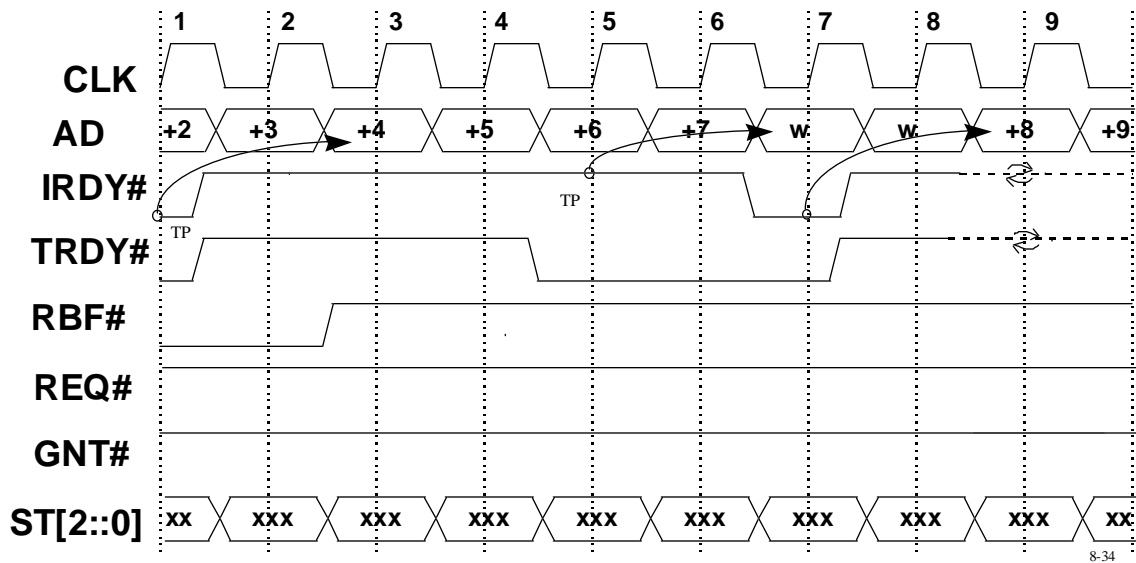 1 2 3 4 5 6 7 8 9
CLK
AD +2 +3 +4 +5 +6 +7 w w +8 +9
IRDY#
TP
TP
TRDY#
RBF#
REQ#
GNT#
ST[2::0] xx xxx xxx xxx xxx xxx xxx xxx xxx xx
8-34